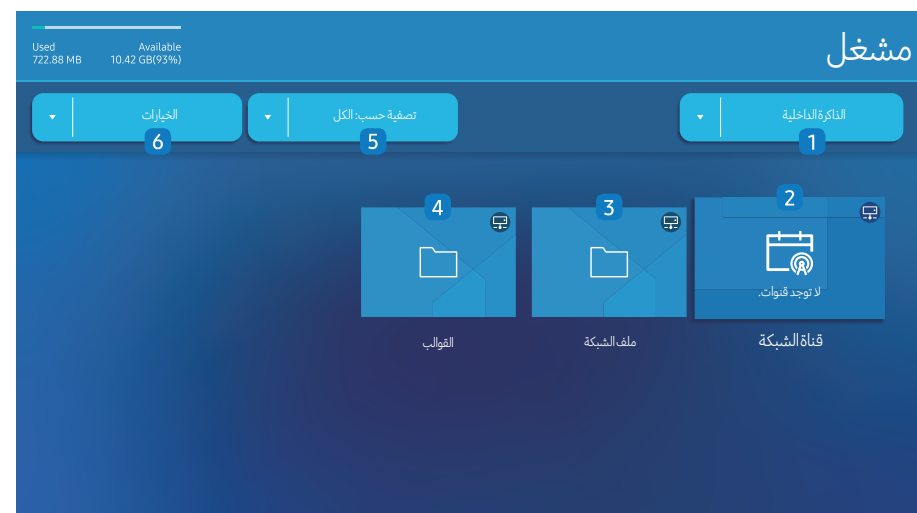 مشغل
Used Available
722.88 MB 10.42 GB(93%)
الذاكرة الداخلية
1
تصفية حسب: الكل
5
الخيارات
6
2
لا توجد قنوات.
قناة الشبكة
3
ملف الشبكة
4
القوالب